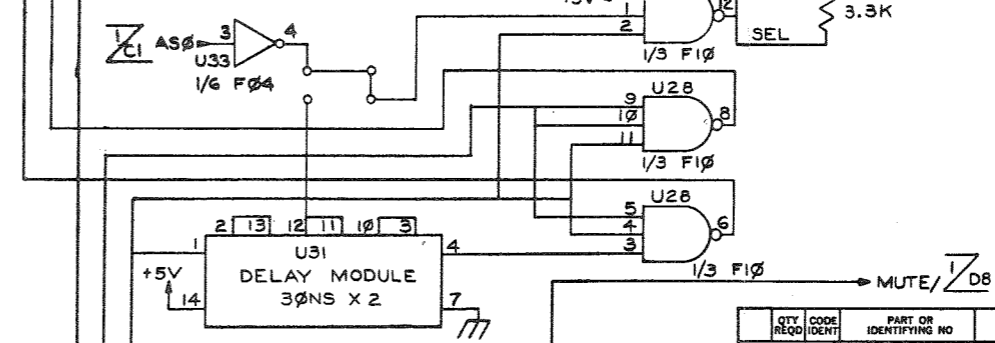 +5V
1
12
2
3.3K
SEL
1/3 F1Ø
1/C1 ASØ 3 4
U33
1/6 FØ4
U28
9
10
8
11
1/3 F1Ø
U28
5
4
6
3
1/3 F1Ø
2 13 12 11 1Ø 3
1
U31
4
+5V
DELAY MODULE
3ØNS X 2
14
7
MUTE/ 1/D8
QTY REQD
CODE IDENT
PART OR IDENTIFYING NO